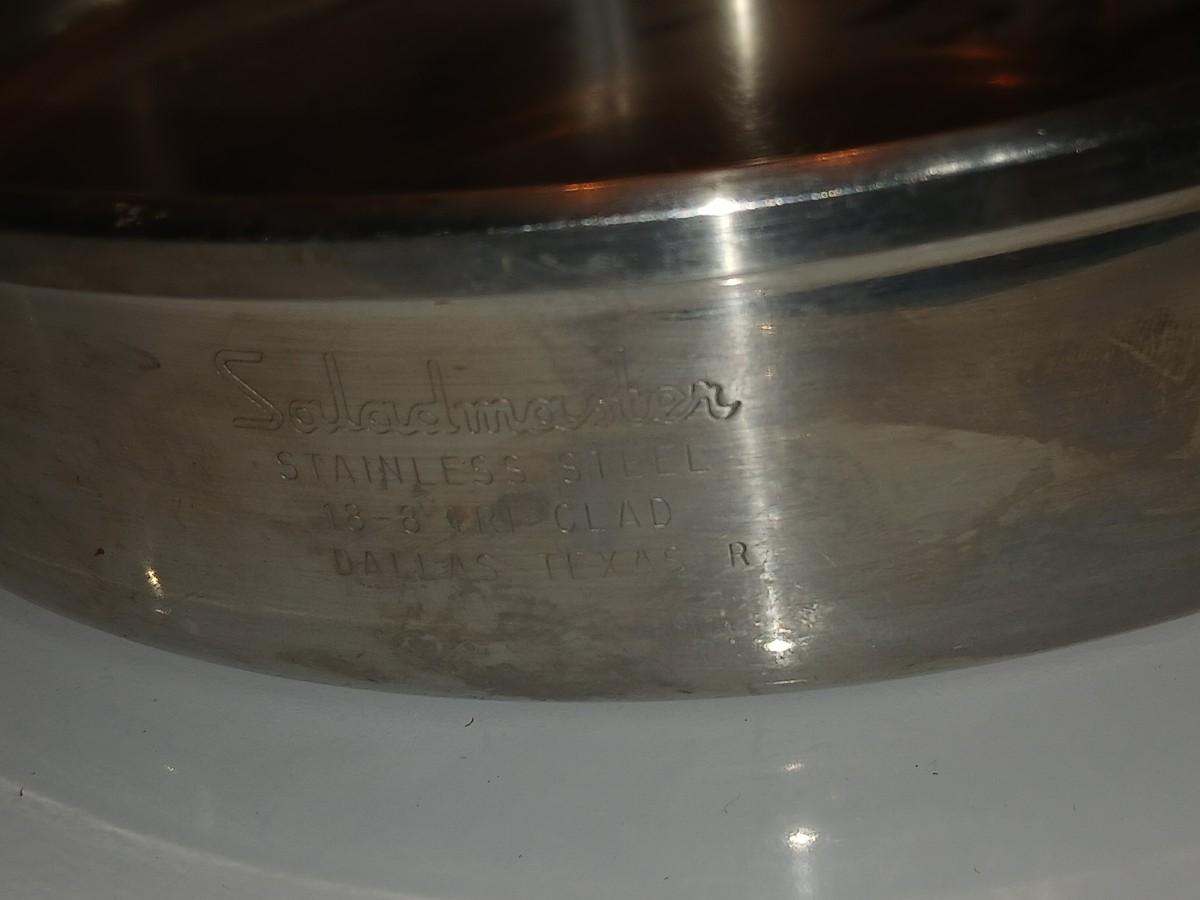 Saladmaster
STAINLESS STEEL
18-8 TRI CLAD
DALLAS TEXAS R